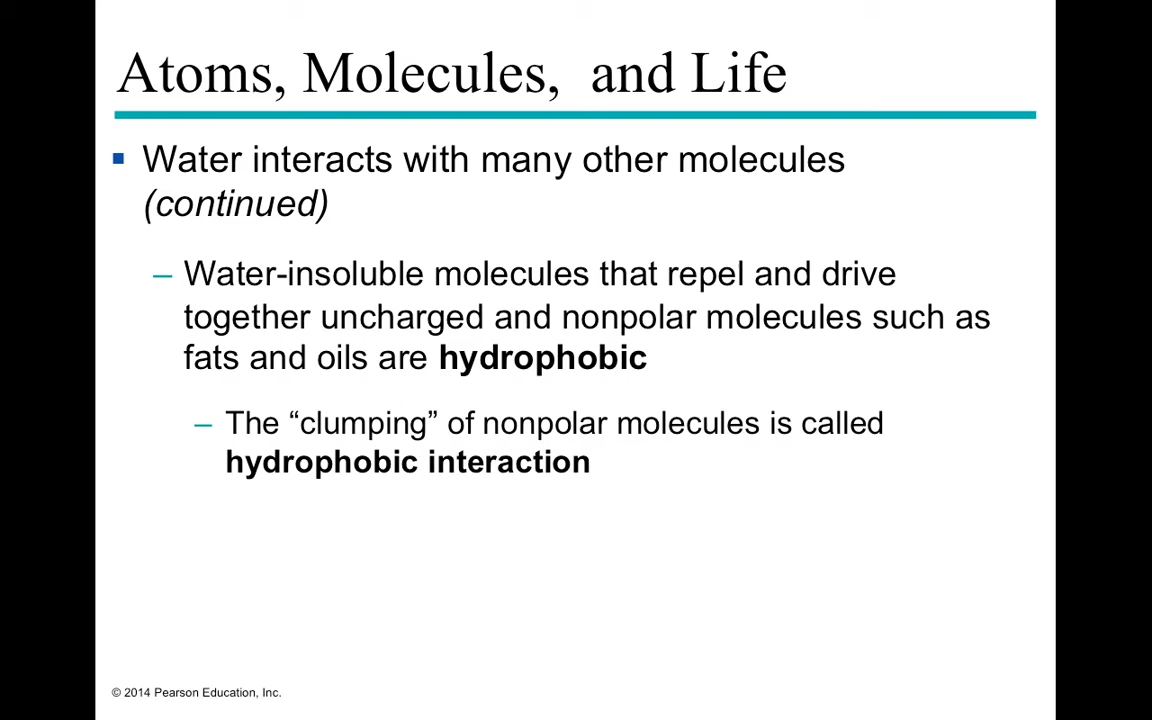 Atoms, Molecules,  and Life
▪ Water interacts with many other molecules
(continued)
– Water-insoluble molecules that repel and drive
together uncharged and nonpolar molecules such as
fats and oils are hydrophobic
– The “clumping” of nonpolar molecules is called
hydrophobic interaction
© 2014 Pearson Education, Inc.